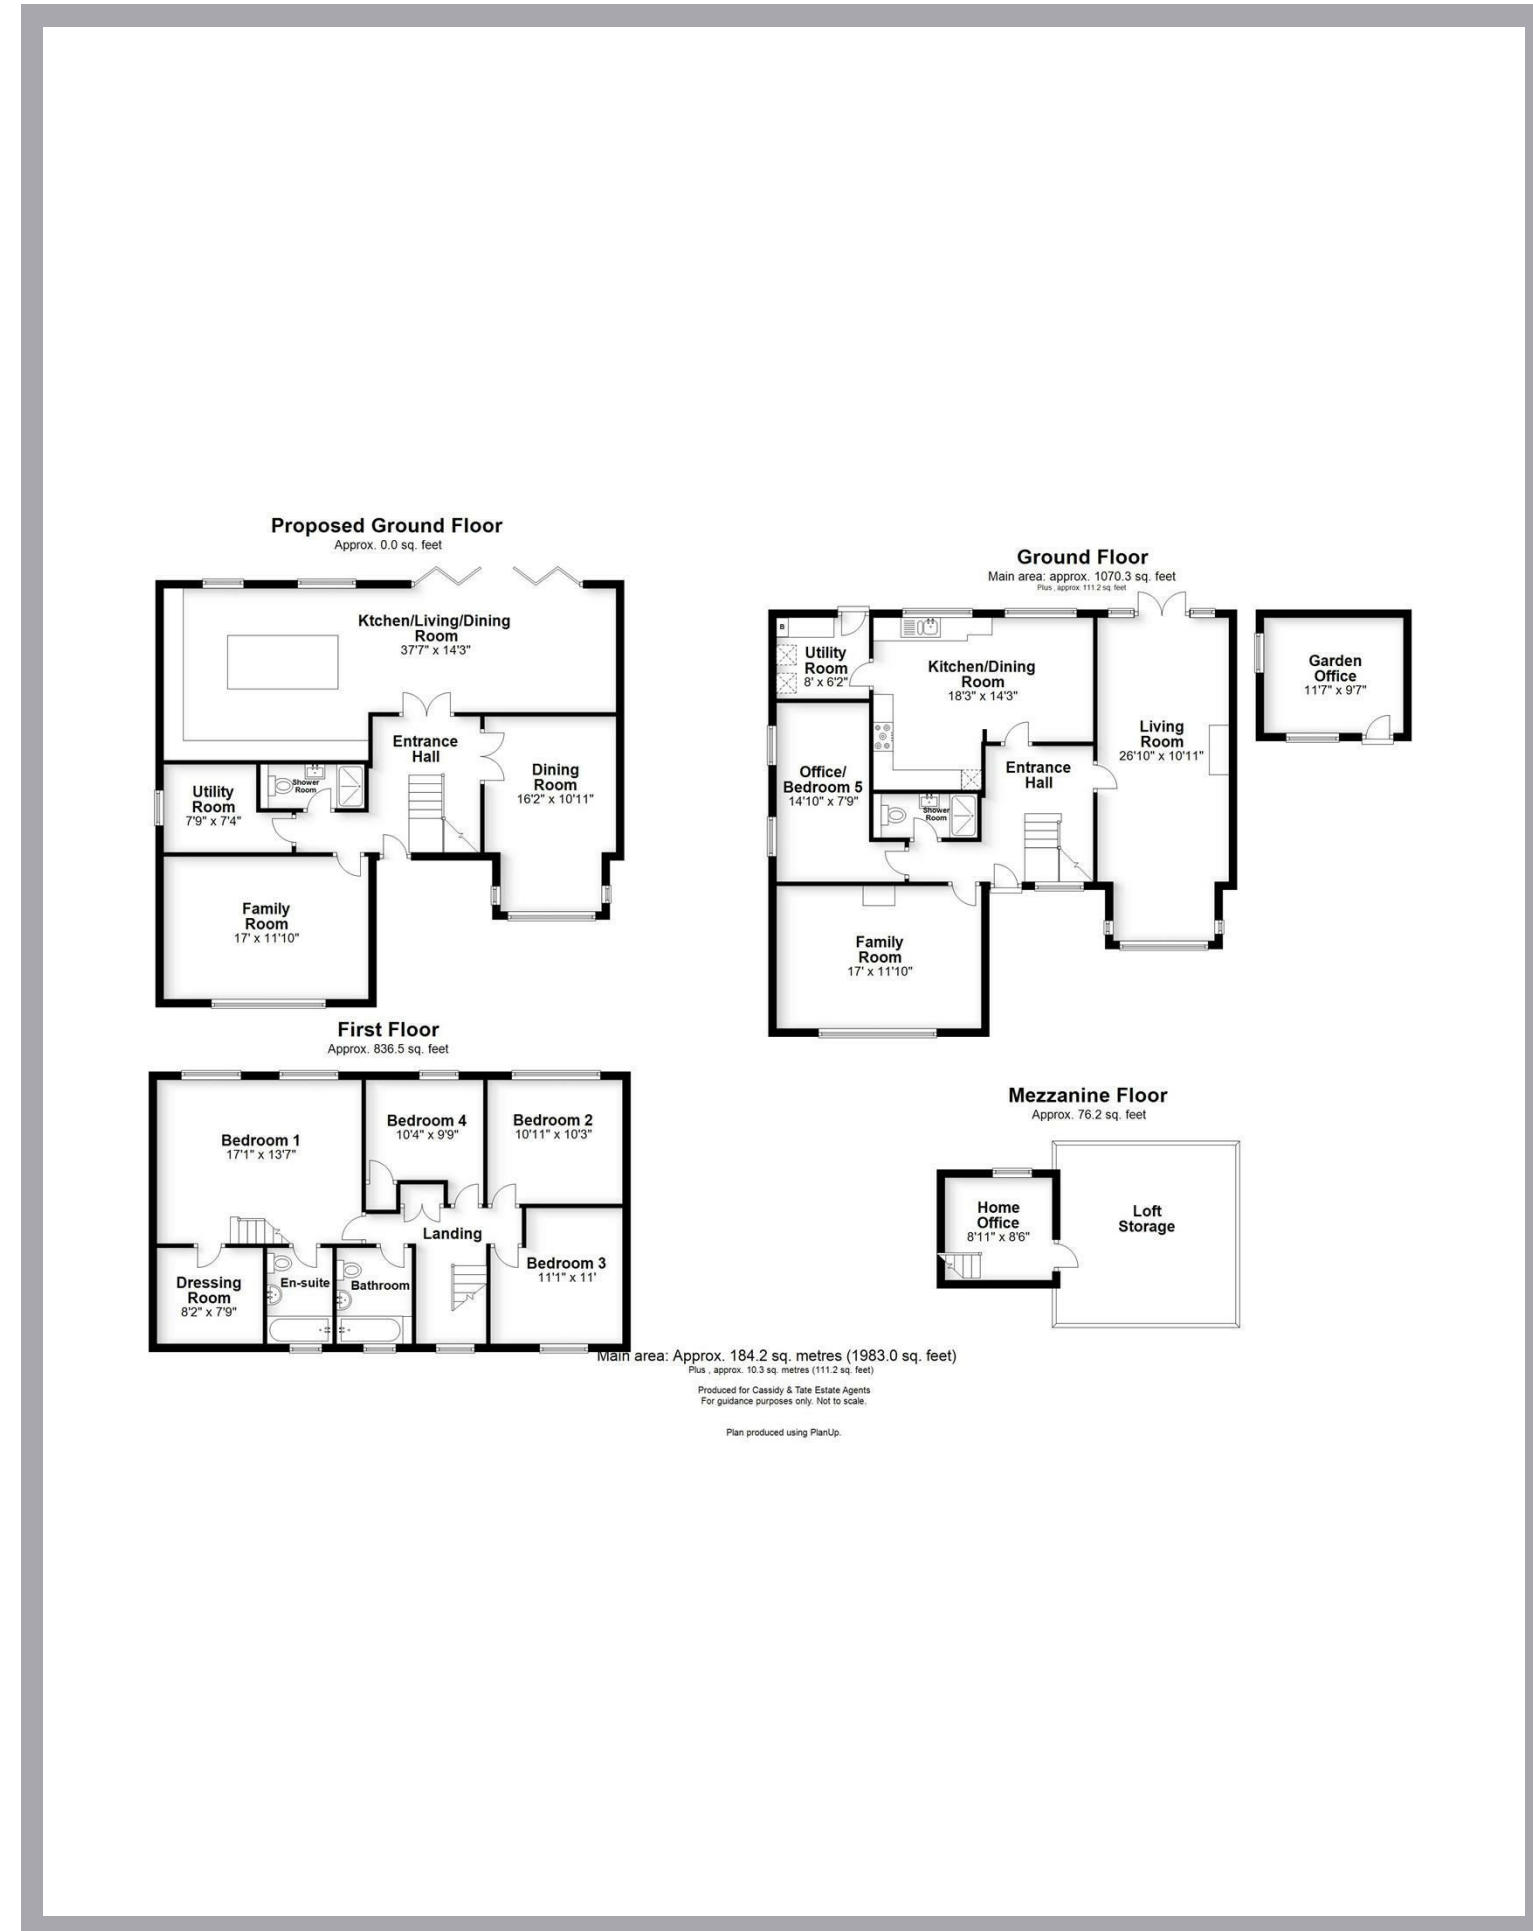 Proposed Ground Floor
Approx. 0.0 sq. feet
Ktchen/Living/Dining
Room
37'7" x 14'3"
Entrance
Hall
Dining
Room
16'2" x 10'11"
Shower
Room
Utility
Room
7'9" x 7'4"
Family
Room
17' x 11'10"
Ground Floor
Main area: approx. 1070.3 sq. feet
Plus , approx. 111.2 sq. feet
B
Utility
Room
8' x 6'2"
Kitchen/Dining
Room
18'3" x 14'3"
Living
Room
26'10" x 10'11"
Garden
Office
11'7" x 9'7"
Office/
Bedroom 5
14'10" x 7'9"
Entrance
Hall
Shower
Room
Family
Room
17' x 11'10"
First Floor
Approx. 836.5 sq. feet
Bedroom 1
17'1" x 13'7"
Bedroom 4
10'4" x 9'9"
Bedroom 2
10'11" x 10'3"
Landing
Bedroom 3
11'1" x 11'
Dressing
Room
8'2" x 7'9"
En-suite
Bathroom
Mezzanine Floor
Approx. 76.2 sq. feet
Home
Office
8'11" x 8'6"
Loft
Storage
Main area: Approx. 184.2 sq. metres (1983.0 sq. feet)
Plus , approx. 10.3 sq. metres (111.2 sq. feet)
Produced for Cassidy & Tate Estate Agents
For guidance purposes only. Not to scale.
Plan produced using PlanUp.